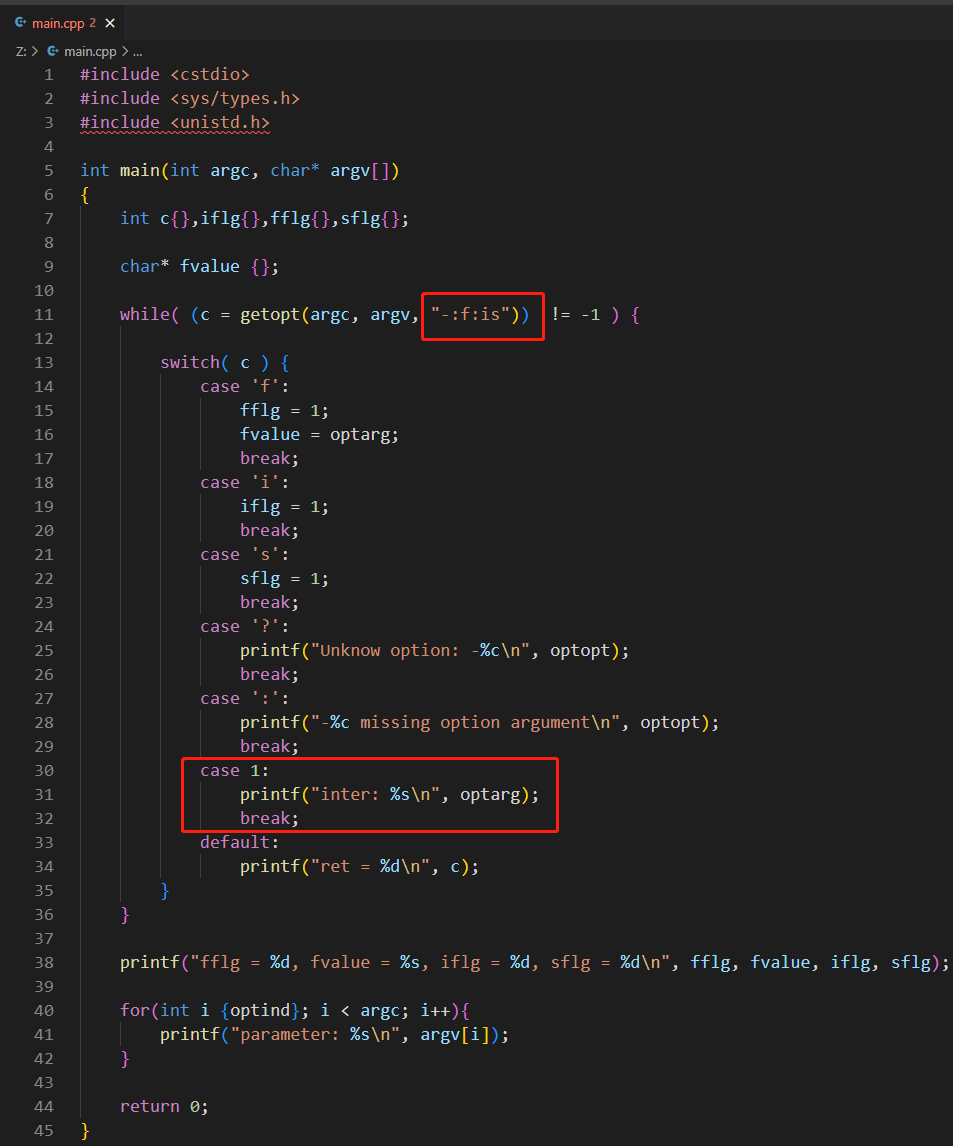 main.cpp 2 ×
Z: > main.cpp > ...
1 #include <cstdio>
2 #include <sys/types.h>
3 #include <unistd.h>
4
5 int main(int argc, char* argv[])
6 {
7 int c{},iflg{},fflg{},sflg{};
8
9 char* fvalue {};
10
11 while( (c = getopt(argc, argv, "-:f:is")) != -1 ) {
12
13 switch( c ) {
14 case 'f':
15 fflg = 1;
16 fvalue = optarg;
17 break;
18 case 'i':
19 iflg = 1;
20 break;
21 case 's':
22 sflg = 1;
23 break;
24 case '?':
25 printf("Unknow option: -%c\n", optopt);
26 break;
27 case ':':
28 printf("-%c missing option argument\n", optopt);
29 break;
30 case 1:
31 printf("inter: %s\n", optarg);
32 break;
33 default:
34 printf("ret = %d\n", c);
35 }
36 }
37
38 printf("fflg = %d, fvalue = %s, iflg = %d, sflg = %d\n", fflg, fvalue, iflg, sflg);
39
40 for(int i {optind}; i < argc; i++){
41 printf("parameter: %s\n", argv[i]);
42 }
43
44 return 0;
45 }